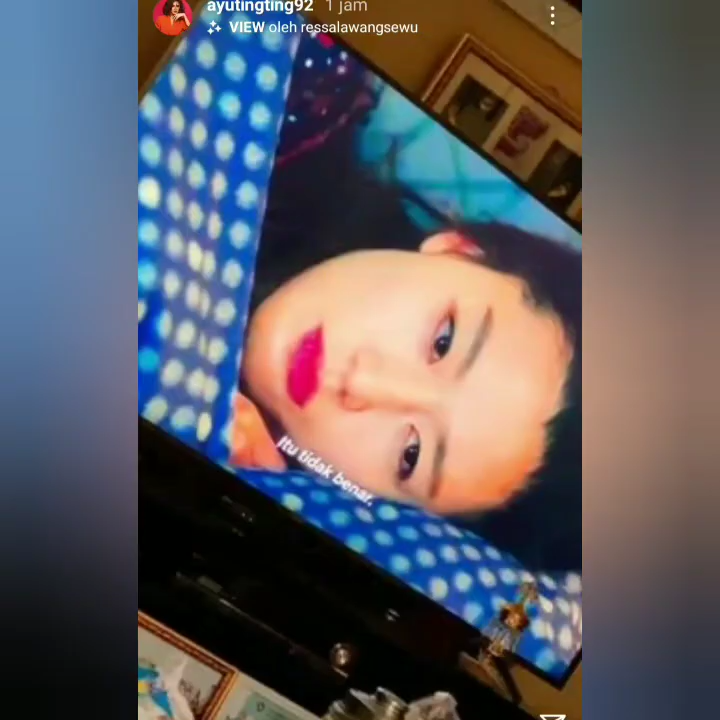 ayutingting92 1 jam
VIEW oleh ressalawangsewu
Itu tidak benar.